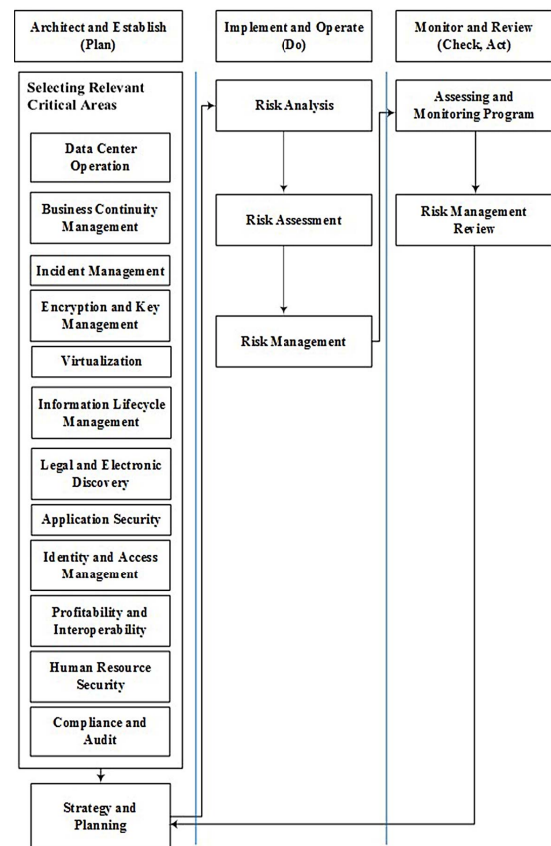 Architect and Establish
(Plan)
Implement and Operate
(Do)
Monitor and Review
(Check, Act)
Selecting Relevant
Critical Areas
Data Center
Operation
Business Continuity
Management
Incident Management
Encryption and Key
Management
Virtualization
Information Lifecycle
Management
Legal and Electronic
Discovery
Application Security
Identity and Access
Management
Profitability and
Interoperability
Human Resource
Security
Compliance and
Audit
Strategy and
Planning
Risk Analysis
Risk Assessment
Risk Management
Assessing and
Monitoring Program
Risk Management
Review